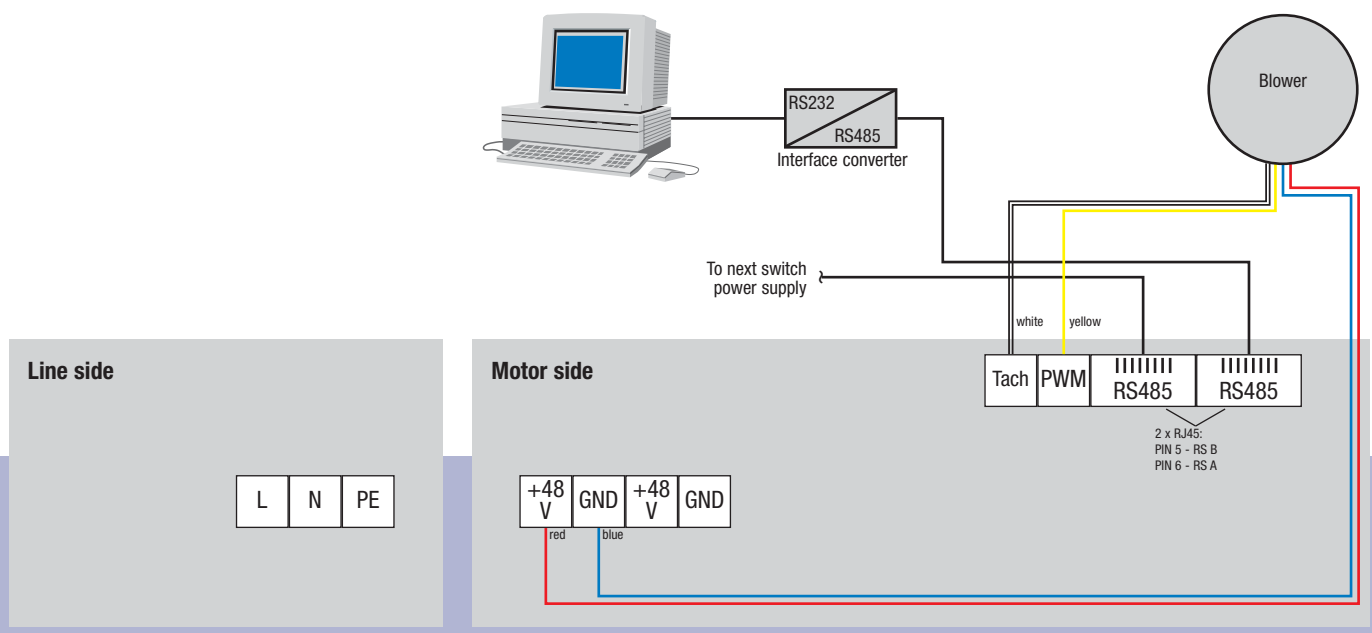 Blower
RS232
RS485
Interface converter
To next switch
power supply
white
yellow
Line side
Motor side
Tach
PWM
RS485
RS485
2 x RJ45:
PIN 5 - RS B
PIN 6 - RS A
L
N
PE
+48
V
GND
+48
V
GND
red
blue